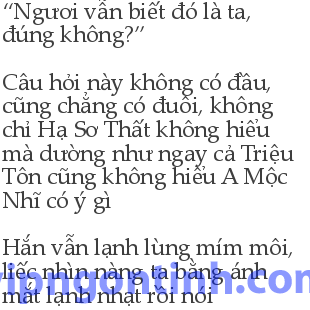 “Ngươi vẫn biết đó là ta,
đúng không?”
Câu hỏi này không có đầu,
cũng chẳng có đuôi, không
chỉ Hạ Sơ Thất không hiểu
mà dường như ngay cả Triệu
Tôn cũng không hiểu A Mộc
Nhĩ có ý gì
Hắn vẫn lạnh lùng mím môi,
liếc nhìn nàng ta bằng ánh
mắt lạnh nhạt rồi nói
vipngontinh.com